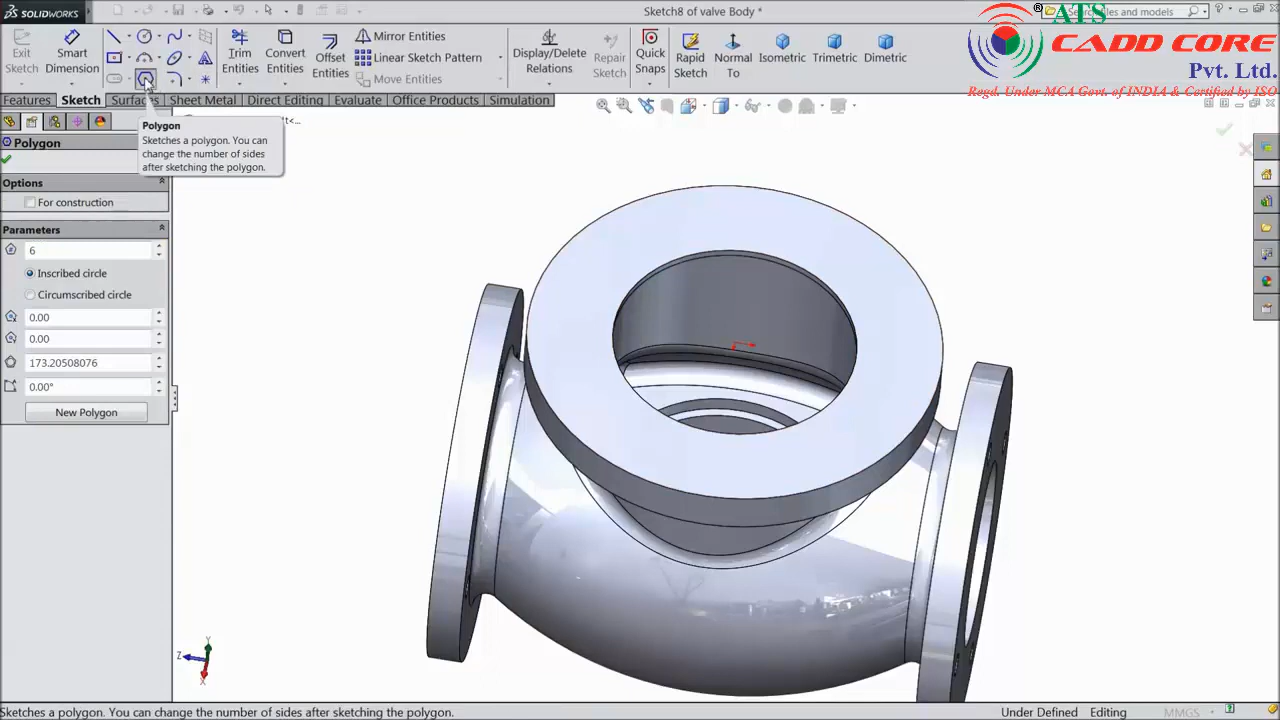 SOLIDWORKS
Sketch8 of valve Body *
Search files and models
®
ATS
CADD CORE
Pvt. Ltd.
Regd. Under MCA Govt. of INDIA & Certified by ISO
Exit
Sketch
Smart
Dimension
Trim
Entities
Convert
Entities
Offset
Entities
Mirror Entities
Linear Sketch Pattern
Move Entities
Display/Delete
Relations
Repair
Sketch
Quick
Snaps
Rapid
Sketch
Normal
To
Isometric
Trimetric
Dimetric
Features
Sketch
Surfaces
Sheet Metal
Direct Editing
Evaluate
Office Products
Simulation
Polygon
Sketches a polygon. You can
change the number of sides
after sketching the polygon.
Polygon
Options
For construction
Parameters
6
Inscribed circle
Circumscribed circle
0.00
0.00
173.20508076
0.00°
New Polygon
Z
Y
X
Sketches a polygon. You can change the number of sides after sketching the polygon.
Under Defined
Editing
MMGS